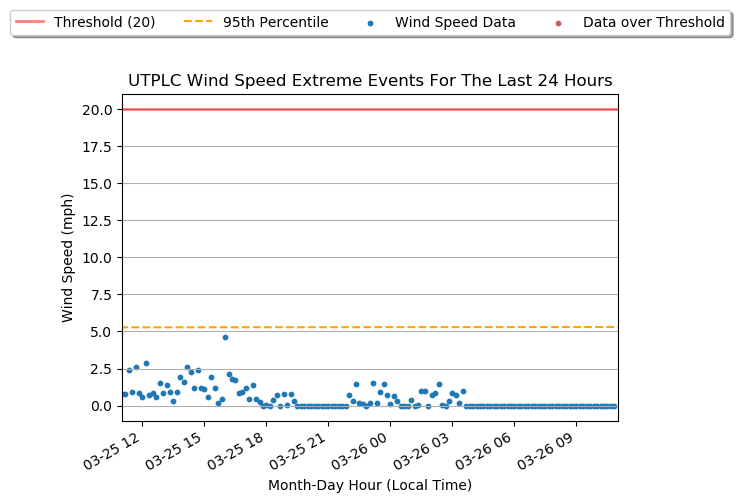 Threshold (20) 95th Percentile Wind Speed Data Data over Threshold
UTPLC Wind Speed Extreme Events For The Last 24 Hours
20.0
17.5
15.0
12.5
10.0
7.5
5.0
2.5
0.0
Wind Speed (mph)
03-25 12 03-25 15 03-25 18 03-25 21 03-26 00 03-26 03 03-26 06 03-26 09
Month-Day Hour (Local Time)